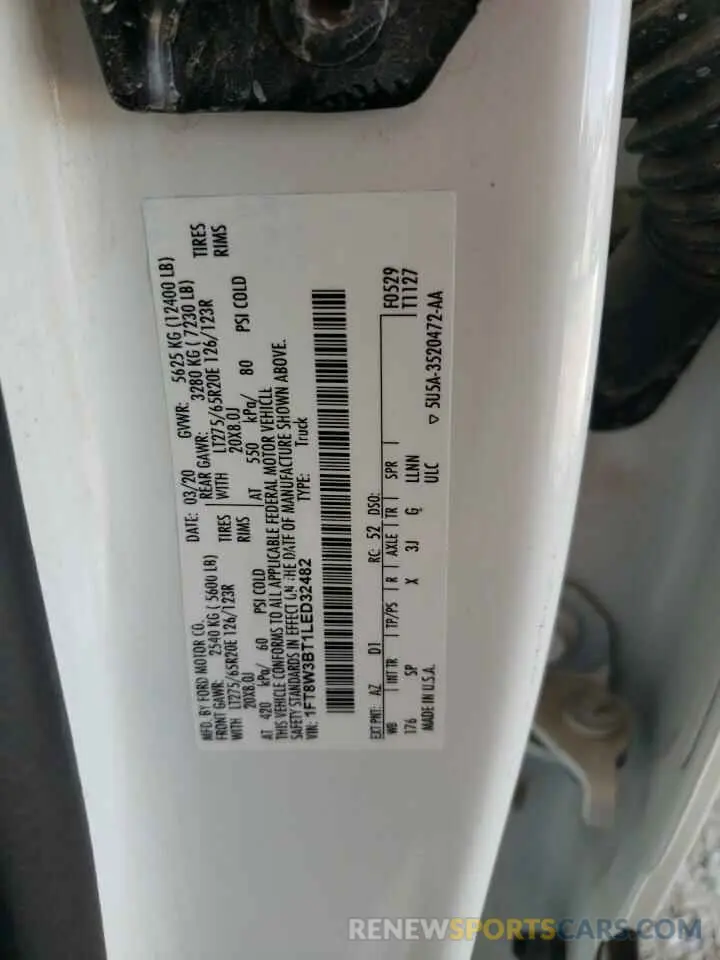 MFD. BY FORD MOTOR CO.
DATE: 03/20 GVWR: 5625 KG (12400 LB)
FRONT GAWR: 2540 KG ( 5600 LB) REAR GAWR: 3280 KG ( 7230 LB)
WITH LT275/65R20E 126/123R TIRES WITH LT275/65R20E 126/123R TIRES
20X8.0J RIMS 20X8.0J RIMS
AT 420 kPa/ 60 PSI COLD AT 550 kPa/ 80 PSI COLD
THIS VEHICLE CONFORMS TO ALL APPLICABLE FEDERAL MOTOR VEHICLE
SAFETY STANDARDS IN EFFECT ON THE DATE OF MANUFACTURE SHOWN ABOVE.
VIN: 1FT8W3BT1LED32482 TYPE: Truck
EXT PNT: AZ D1 RC: 52 DSO: F0529
WB INT TR TP/PS R AXLE TR SPR T1127
176 5P X 3J G LLNN
MADE IN U.S.A. ULC ▽ 5U5A-3520472-AA
RENEWSPORTSCARS.COM